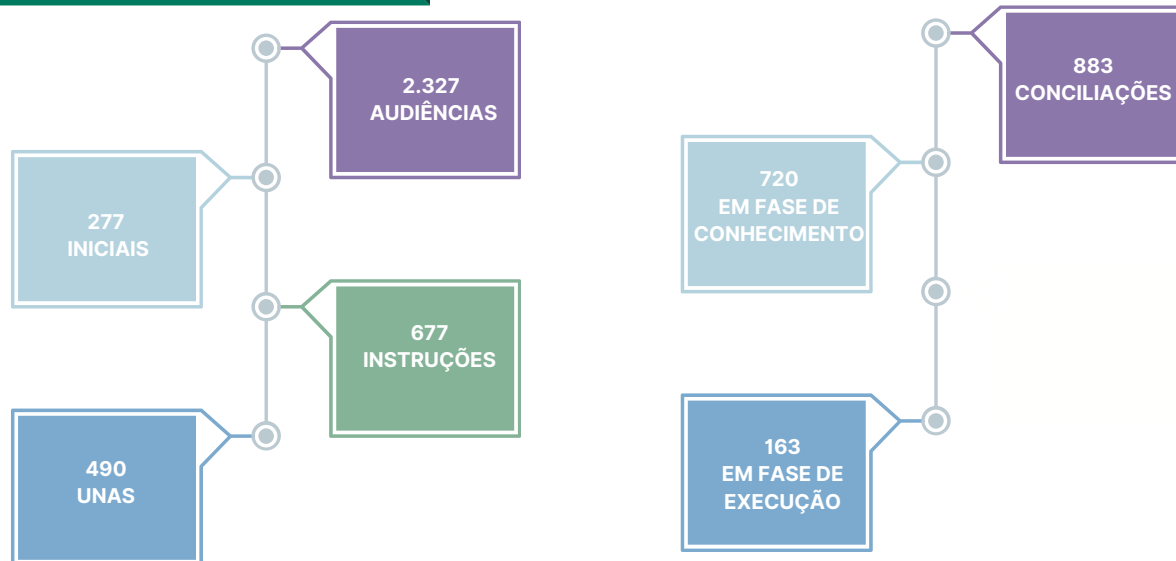 2.327
AUDIÊNCIAS
277
INICIAIS
677
INSTRUÇÕES
490
UNAS
883
CONCILIAÇÕES
720
EM FASE DE
CONHECIMENTO
163
EM FASE DE
EXECUÇÃO